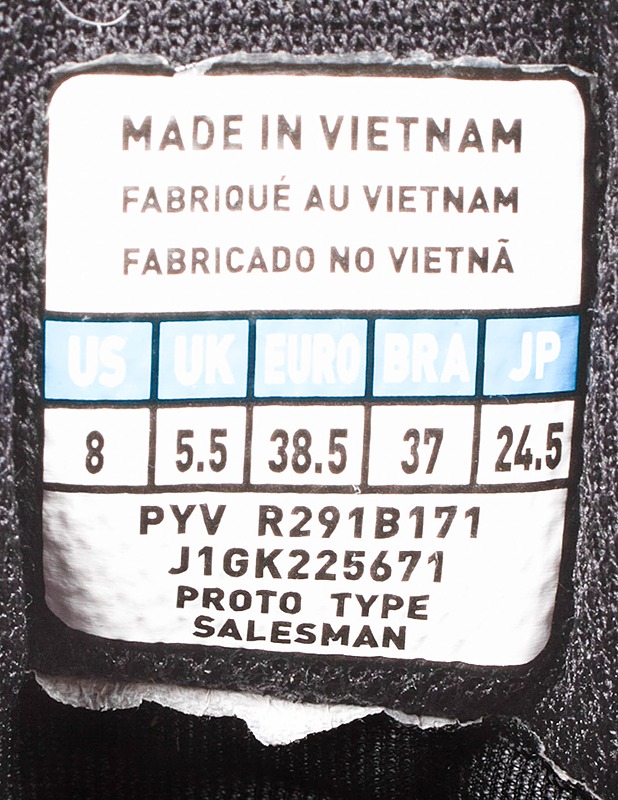 MADE IN VIETNAM
FABRIQUÉ AU VIETNAM
FABRICADO NO VIETNÃ
US UK EURO BRA JP
8 5.5 38.5 37 24.5
PYV R291B171
J1GK225671
PROTO TYPE
SALESMAN